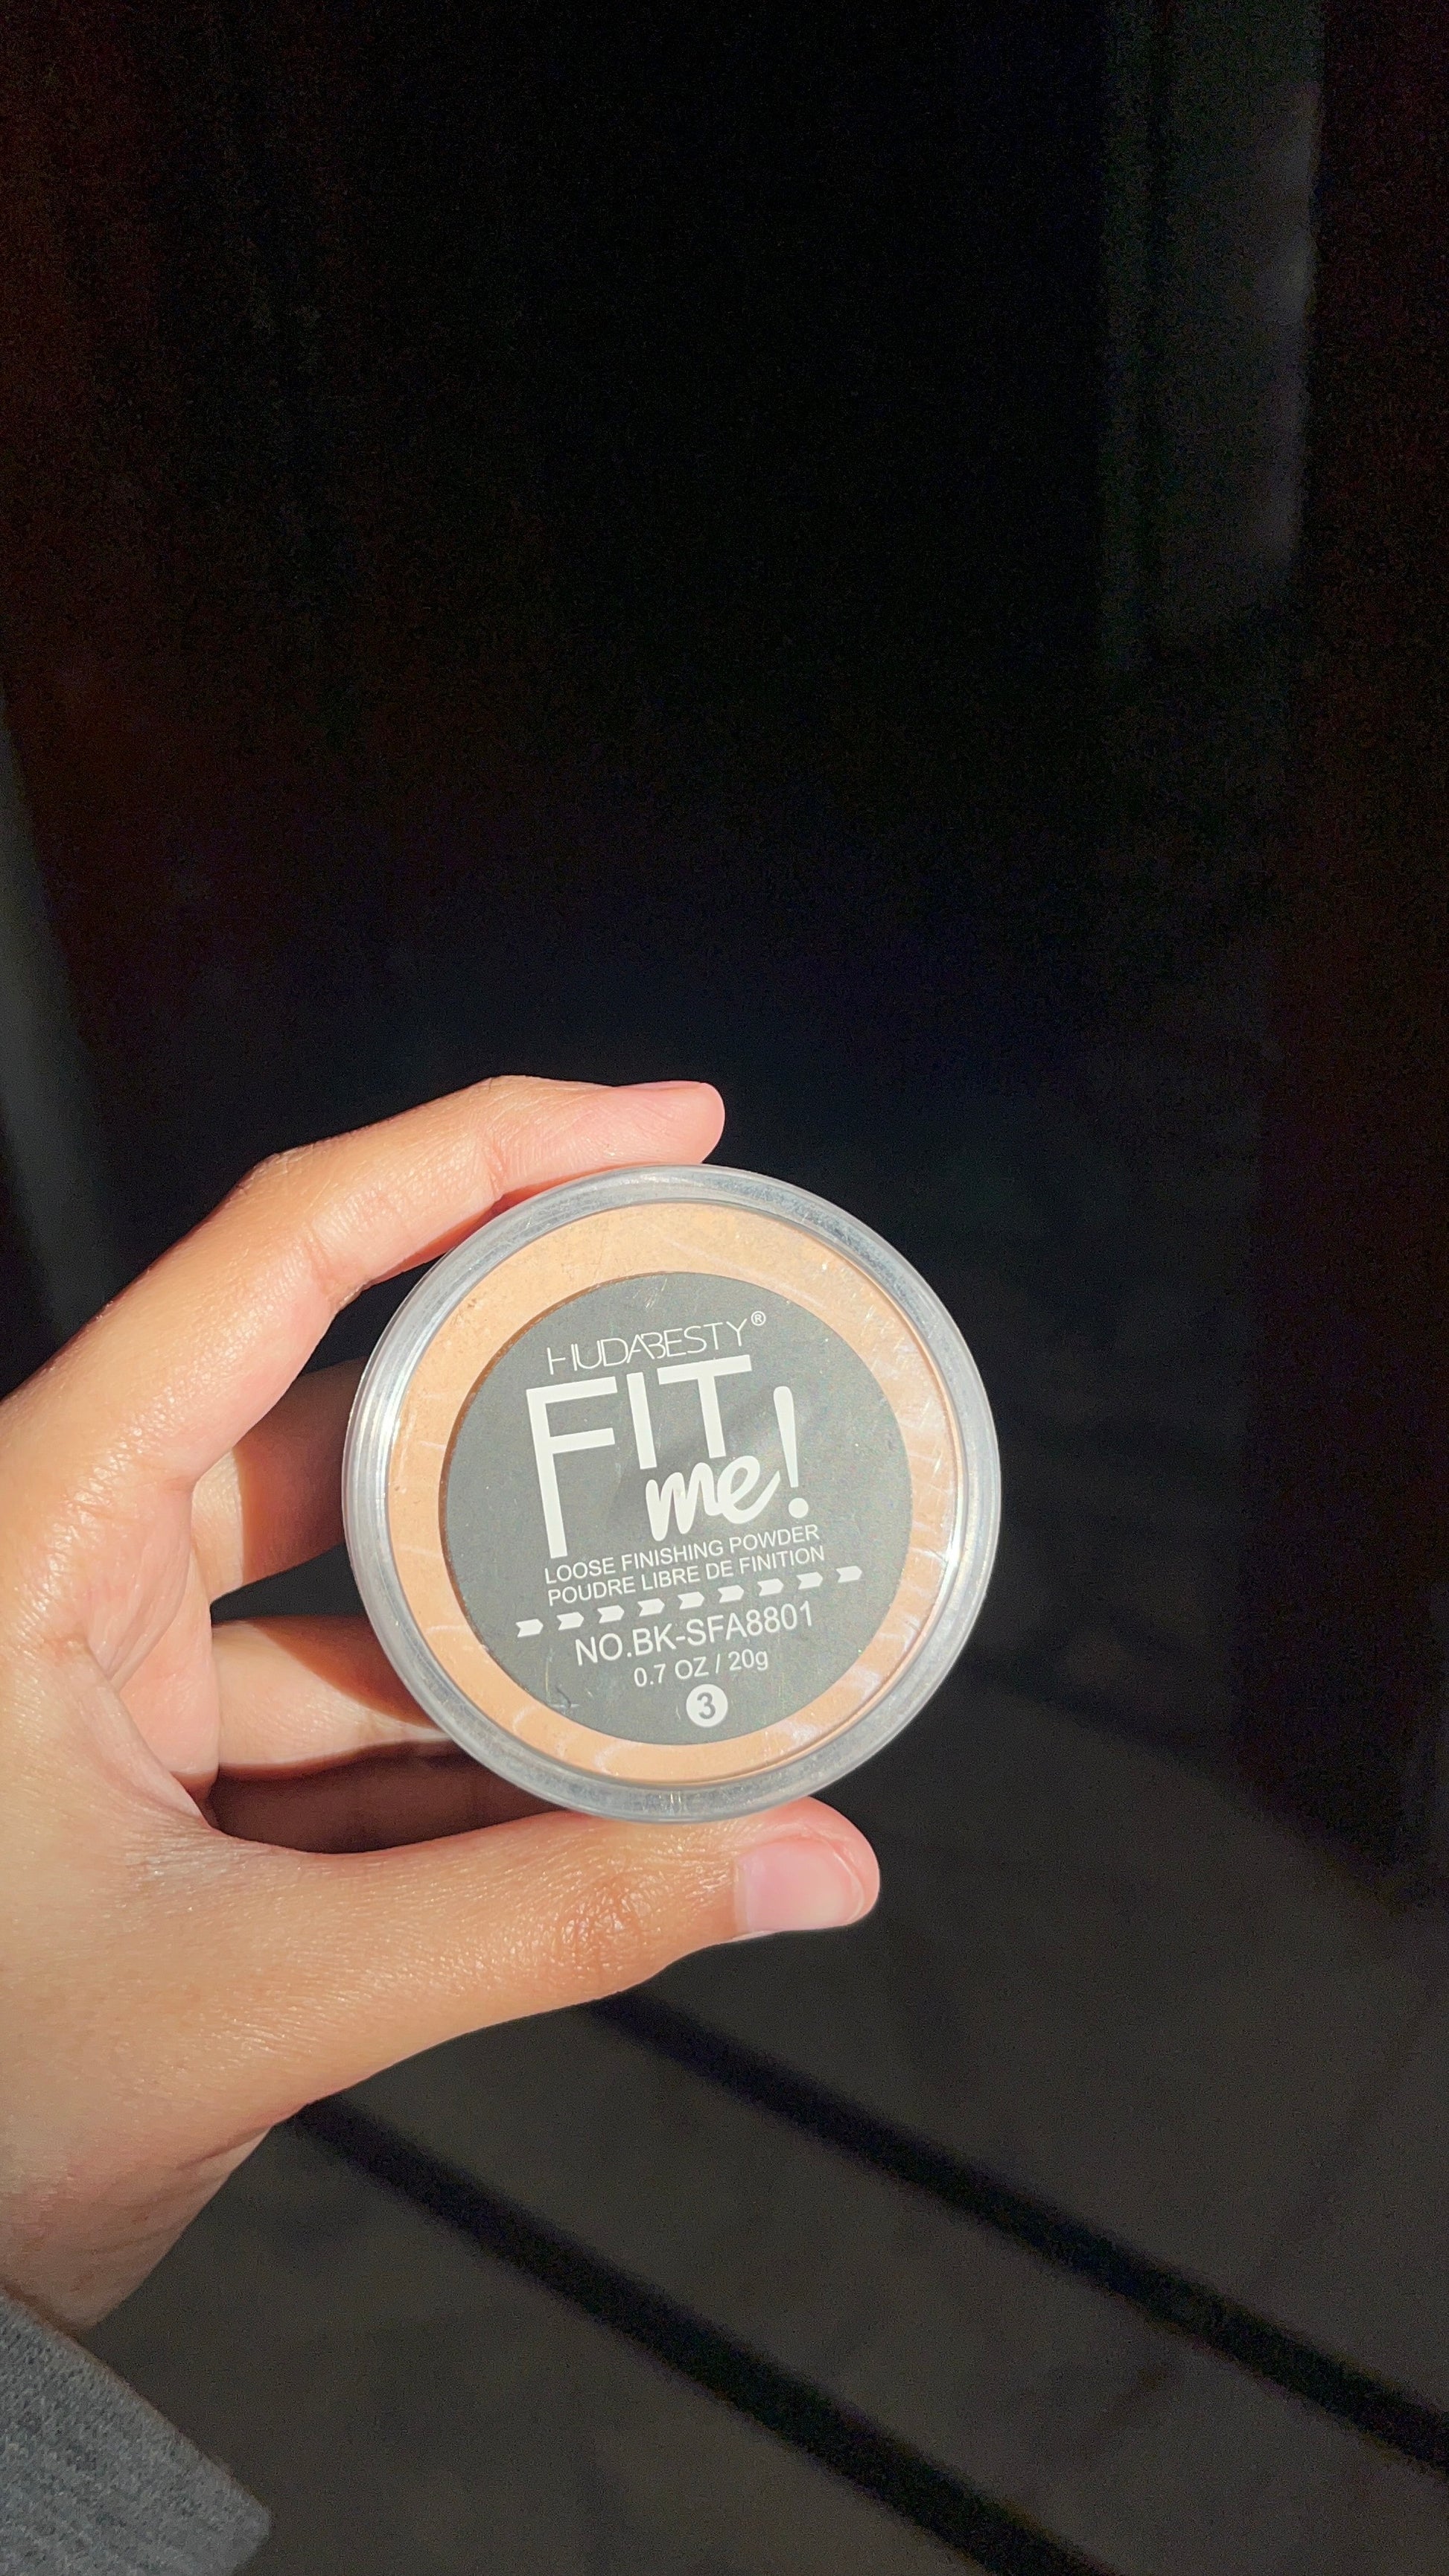 HUDABESTY®
FIT
me!
LOOSE FINISHING POWDER
POUDRE LIBRE DE FINITION
NO.BK-SFA8801
0.7 OZ / 20g
3